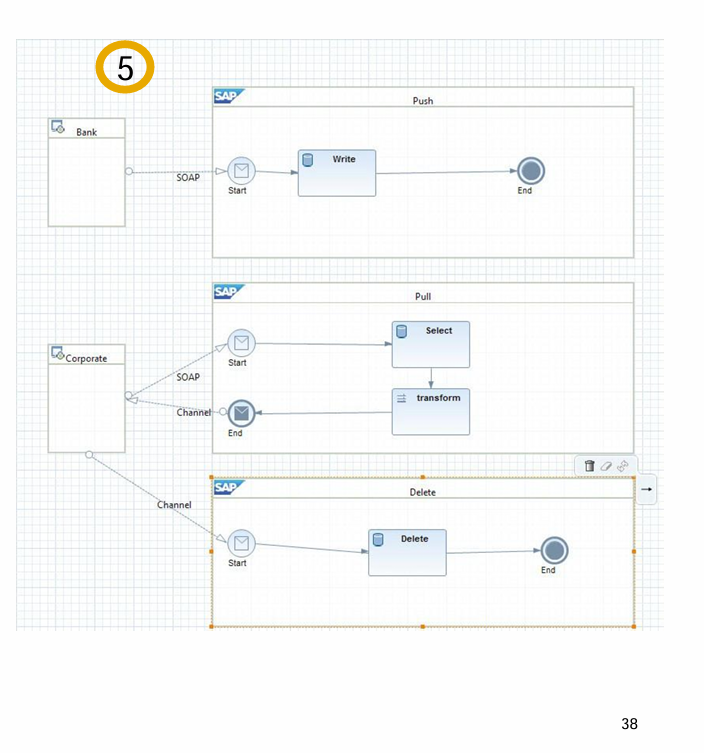 5
SAP
Push
Bank
Write
SOAP
Start
End
SAP
Pull
Select
Corporate
Start
SOAP
transform
Channel
End
SAP
Delete
Channel
Delete
Start
End
38